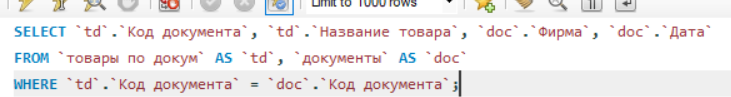 Limit to 1000 rows
SELECT `td`.`Код документа`, `td`.`Название товара`, `doc`.`Фирма`, `doc`.`Дата`
FROM `товары по докум` AS `td`, `документы` AS `doc`
WHERE `td`.`Код документа` = `doc`.`Код документа`;